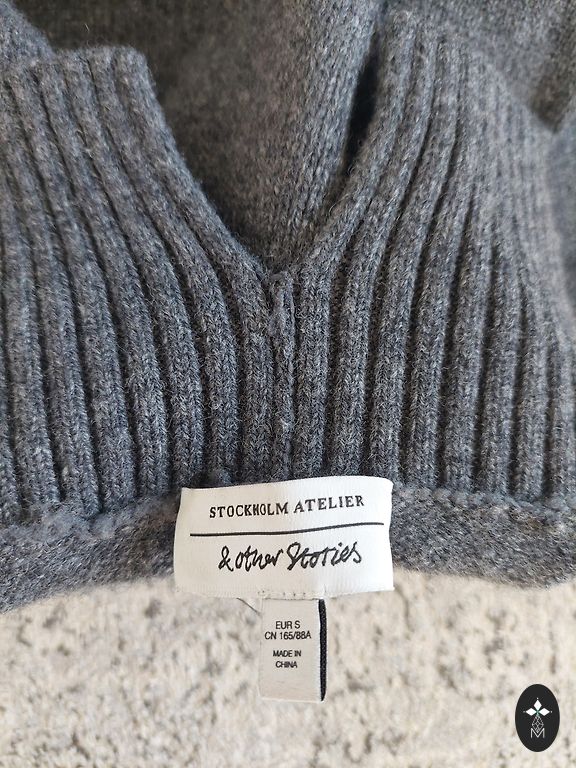 STOCKHOLM ATELIER
& other Stories
EUR S
CN 165/88A
MADE IN
CHINA
M